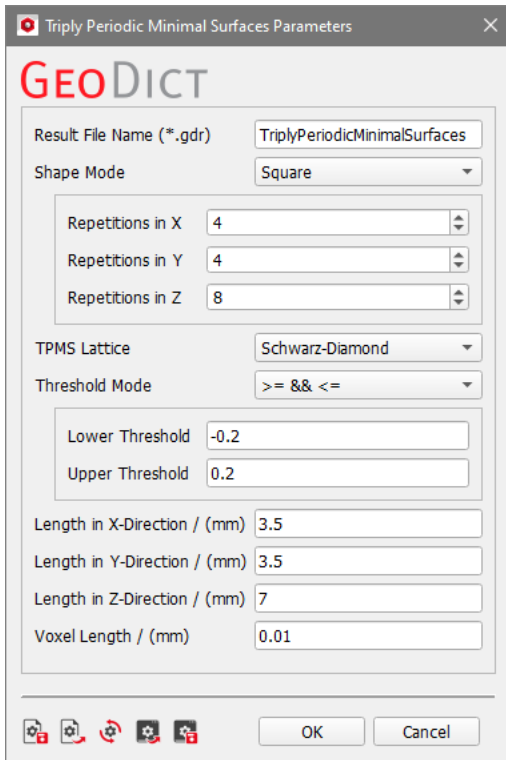 Triply Periodic Minimal Surfaces Parameters
GEODICT
Result File Name (*.gdr) TriplyPeriodicMinimalSurfaces
Shape Mode Square
Repetitions in X 4
Repetitions in Y 4
Repetitions in Z 8
TPMS Lattice Schwarz-Diamond
Threshold Mode >= && <=
Lower Threshold -0.2
Upper Threshold 0.2
Length in X-Direction / (mm) 3.5
Length in Y-Direction / (mm) 3.5
Length in Z-Direction / (mm) 7
Voxel Length / (mm) 0.01
OK Cancel